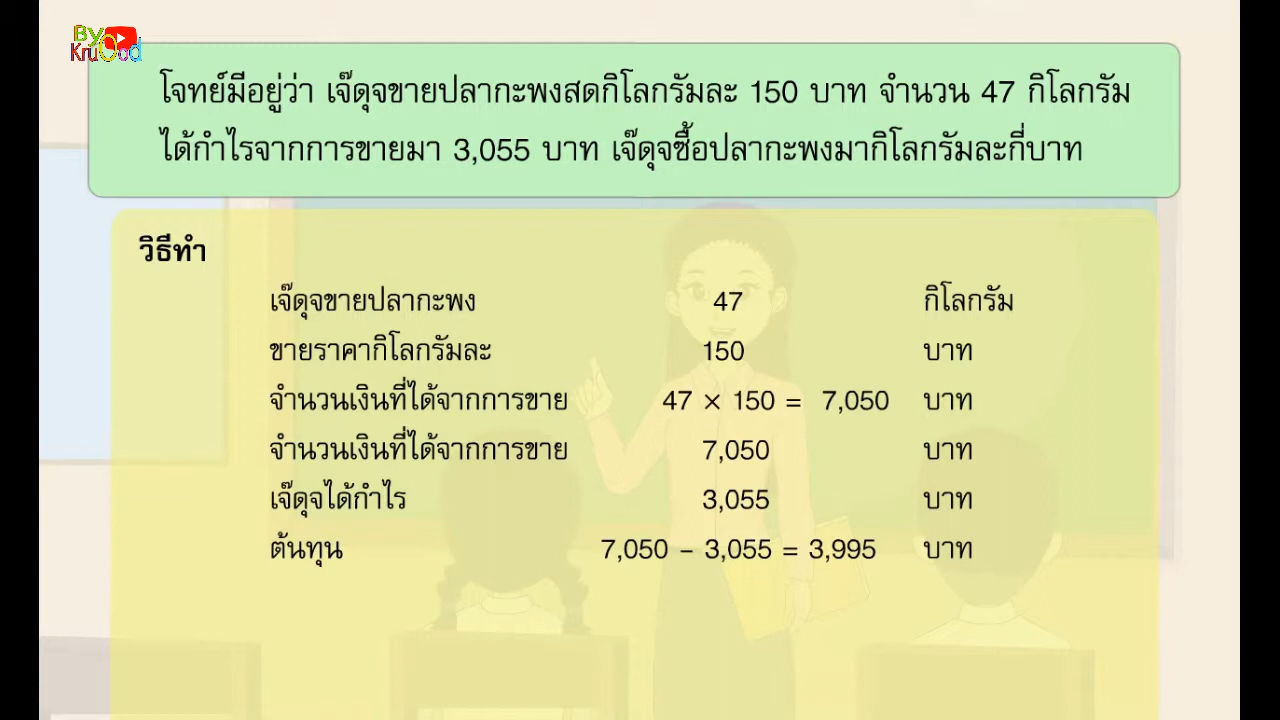 By
KruOod
โจทย์มีอยู่ว่า เจ๊ดุจขายปลากะพงสดกิโลกรัมละ 150 บาท จำนวน 47 กิโลกรัม
ได้กำไรจากการขายมา 3,055 บาท เจ๊ดุจซื้อปลากะพงมากิโลกรัมละกี่บาท
วิธีทำ
เจ๊ดุจขายปลากะพง 47 กิโลกรัม
ขายราคากิโลกรัมละ 150 บาท
จำนวนเงินที่ได้จากการขาย 47 × 150 = 7,050 บาท
จำนวนเงินที่ได้จากการขาย 7,050 บาท
เจ๊ดุจได้กำไร 3,055 บาท
ต้นทุน 7,050 – 3,055 = 3,995 บาท